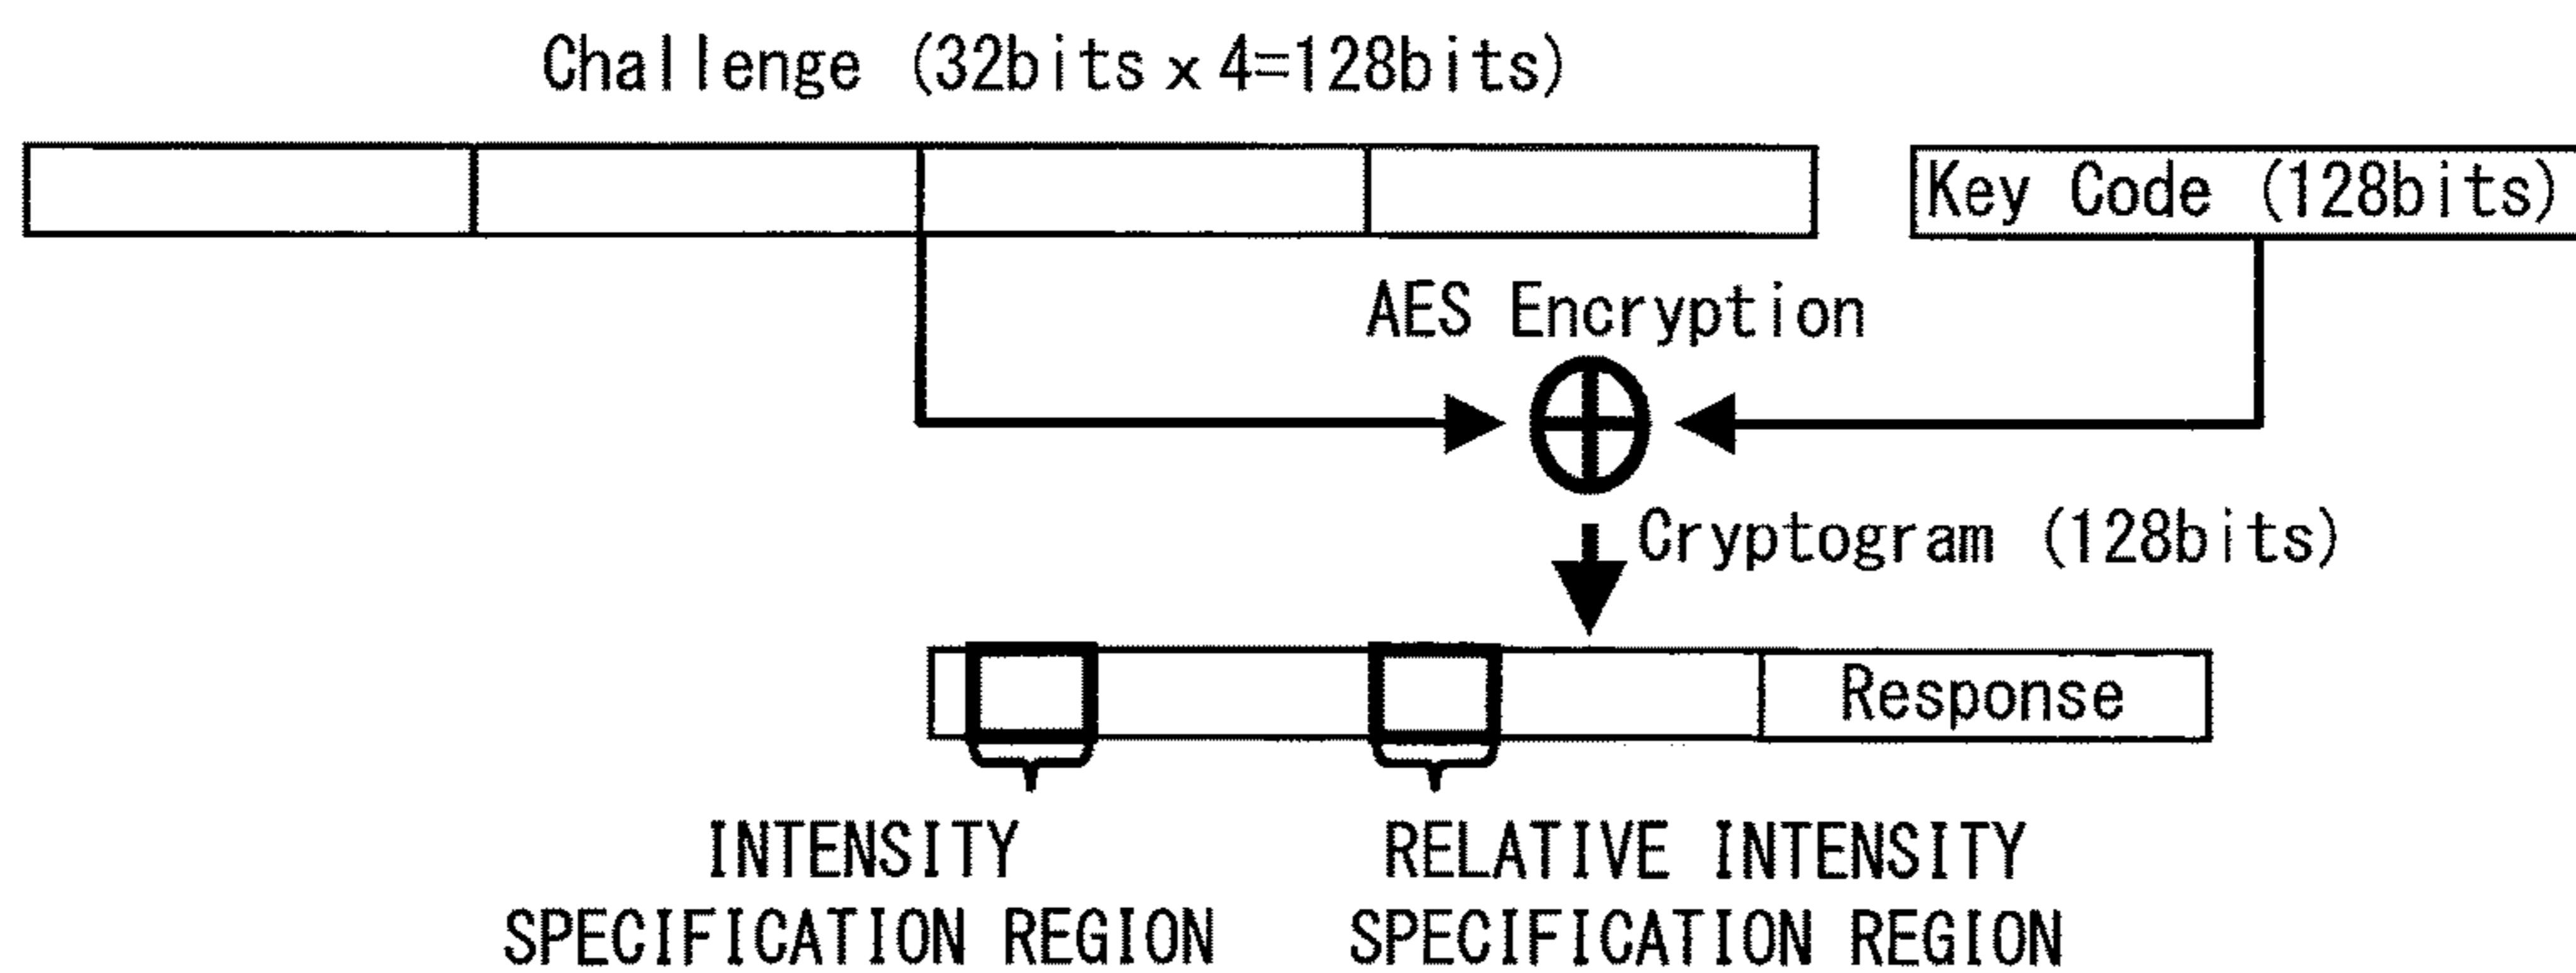 Challenge (32bits x 4=128bits)
Key Code (128bits)
AES Encryption
Cryptogram (128bits)
Response
INTENSITY
SPECIFICATION REGION
RELATIVE INTENSITY
SPECIFICATION REGION